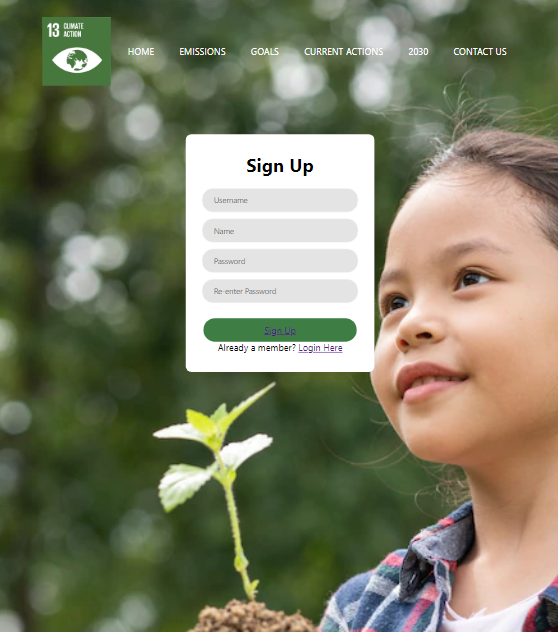 13 CLIMATE
ACTION
HOME EMISSIONS GOALS CURRENT ACTIONS 2030 CONTACT US
Sign Up
Username
Name
Password
Re-enter Password
Sign Up
Already a member? Login Here